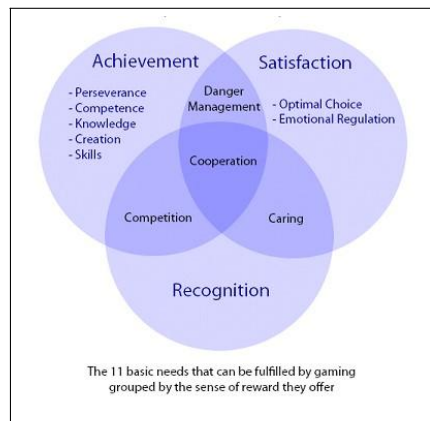 Achievement
- Perseverance
- Competence
- Knowledge
- Creation
- Skills
Danger
Management
Satisfaction
- Optimal Choice
- Emotional Regulation
Cooperation
Competition
Caring
Recognition
The 11 basic needs that can be fulfilled by gaming
grouped by the sense of reward they offer